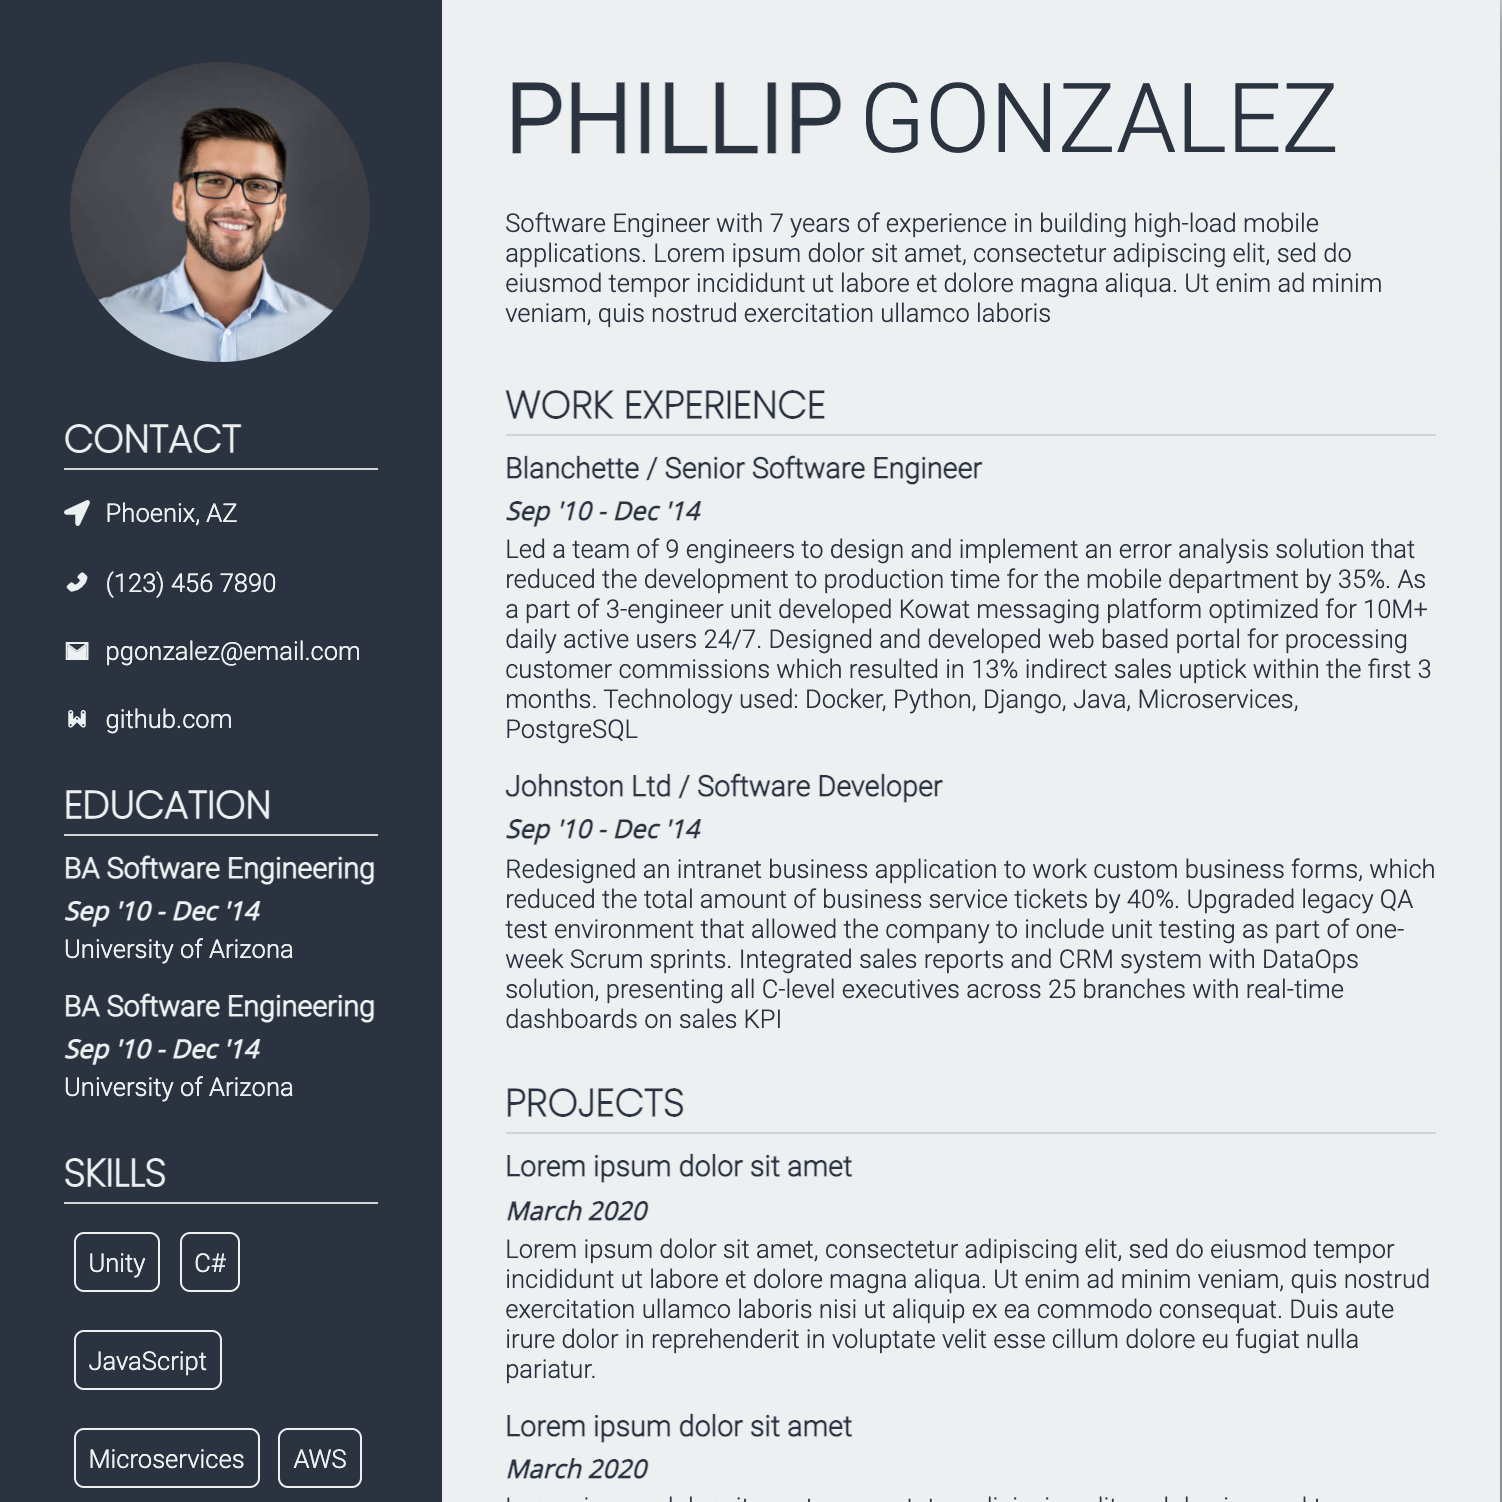 PHILLIP GONZALEZ
Software Engineer with 7 years of experience in building high-load mobile
applications. Lorem ipsum dolor sit amet, consectetur adipiscing elit, sed do
eiusmod tempor incididunt ut labore et dolore magna aliqua. Ut enim ad minim
veniam, quis nostrud exercitation ullamco laboris
CONTACT
Phoenix, AZ
(123) 456 7890
pgonzalez@email.com
github.com
EDUCATION
BA Software Engineering
Sep '10 - Dec '14
University of Arizona
BA Software Engineering
Sep '10 - Dec '14
University of Arizona
SKILLS
Unity C#
JavaScript
Microservices AWS
WORK EXPERIENCE
Blanchette / Senior Software Engineer
Sep '10 - Dec '14
Led a team of 9 engineers to design and implement an error analysis solution that
reduced the development to production time for the mobile department by 35%. As
a part of 3-engineer unit developed Kowat messaging platform optimized for 10M+
daily active users 24/7. Designed and developed web based portal for processing
customer commissions which resulted in 13% indirect sales uptick within the first 3
months. Technology used: Docker, Python, Django, Java, Microservices,
PostgreSQL
Johnston Ltd / Software Developer
Sep '10 - Dec '14
Redesigned an intranet business application to work custom business forms, which
reduced the total amount of business service tickets by 40%. Upgraded legacy QA
test environment that allowed the company to include unit testing as part of one-
week Scrum sprints. Integrated sales reports and CRM system with DataOps
solution, presenting all C-level executives across 25 branches with real-time
dashboards on sales KPI
PROJECTS
Lorem ipsum dolor sit amet
March 2020
Lorem ipsum dolor sit amet, consectetur adipiscing elit, sed do eiusmod tempor
incididunt ut labore et dolore magna aliqua. Ut enim ad minim veniam, quis nostrud
exercitation ullamco laboris nisi ut aliquip ex ea commodo consequat. Duis aute
irure dolor in reprehenderit in voluptate velit esse cillum dolore eu fugiat nulla
pariatur.
Lorem ipsum dolor sit amet
March 2020